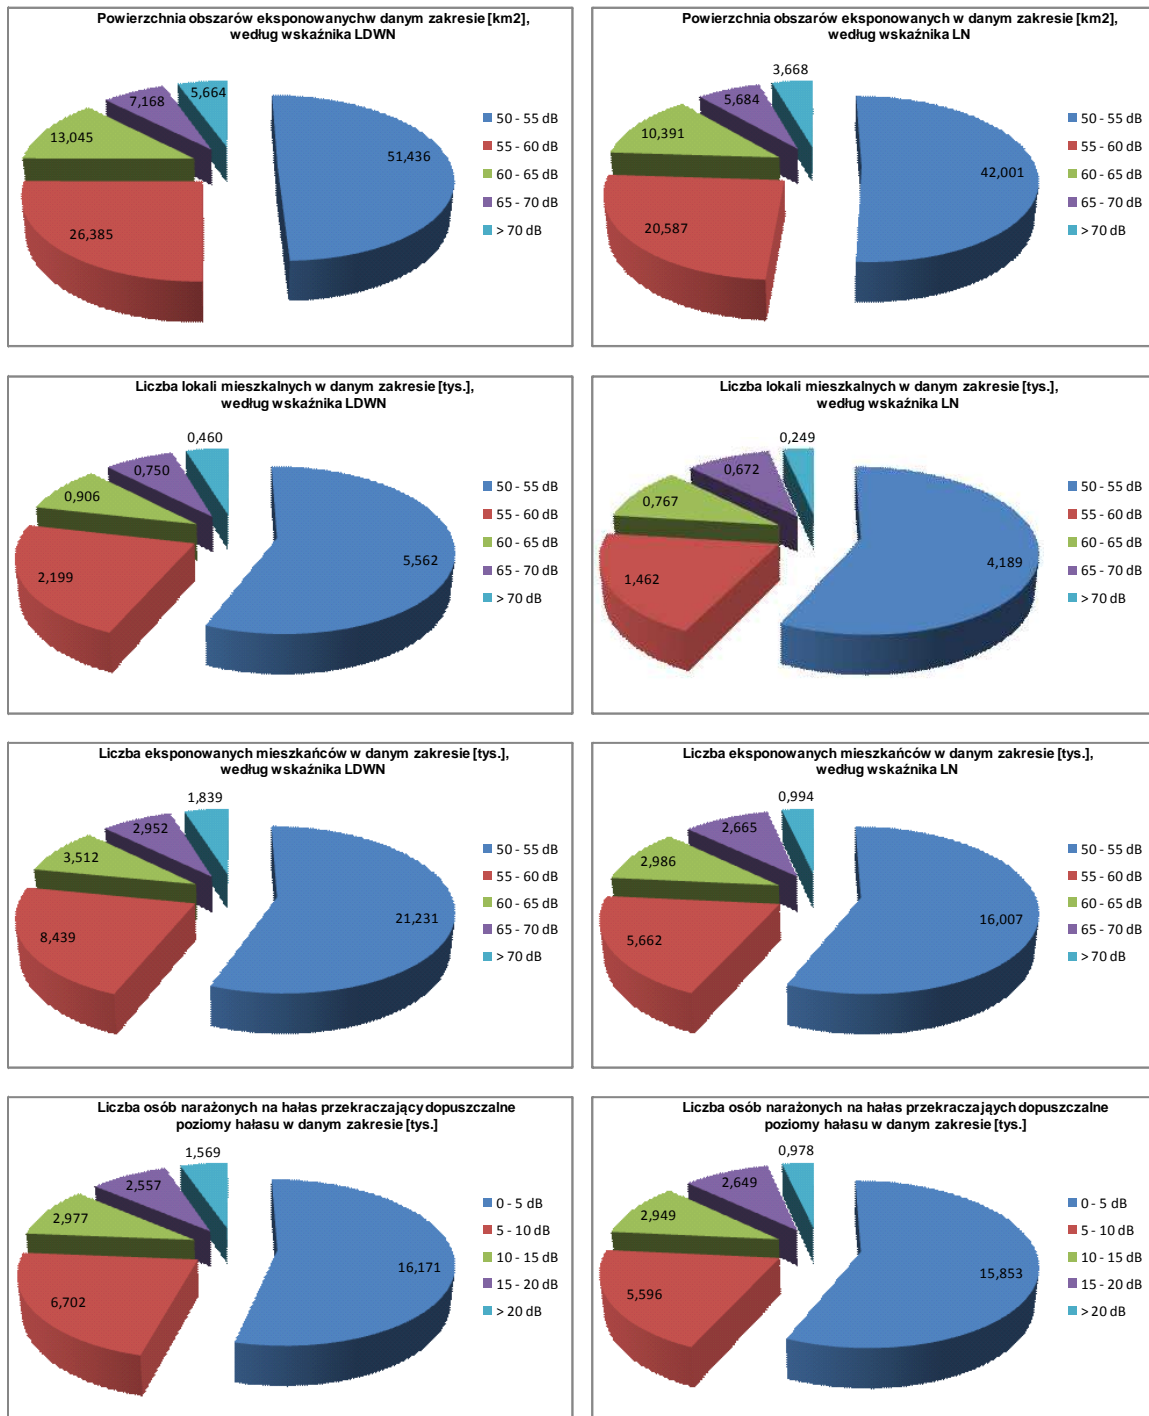 Powierzchnia obszarów eksponowanychw danym zakresie [km2],
według wskaźnika LDWN
5,664
7,168
13,045
51,436
26,385
50 - 55 dB
55 - 60 dB
60 - 65 dB
65 - 70 dB
> 70 dB
Powierzchnia obszarów eksponowanych w danym zakresie [km2],
według wskaźnika LN
3,668
5,684
10,391
42,001
20,587
50 - 55 dB
55 - 60 dB
60 - 65 dB
65 - 70 dB
> 70 dB
Liczba lokali mieszkalnych w danym zakresie [tys.],
według wskaźnika LDWN
0,460
0,750
0,906
5,562
2,199
50 - 55 dB
55 - 60 dB
60 - 65 dB
65 - 70 dB
> 70 dB
Liczba lokali mieszkalnych w danym zakresie [tys.],
według wskaźnika LN
0,249
0,672
0,767
4,189
1,462
50 - 55 dB
55 - 60 dB
60 - 65 dB
65 - 70 dB
> 70 dB
Liczba eksponowanych mieszkańców w danym zakresie [tys.],
według wskaźnika LDWN
1,839
2,952
3,512
21,231
8,439
50 - 55 dB
55 - 60 dB
60 - 65 dB
65 - 70 dB
> 70 dB
Liczba eksponowanych mieszkańców w danym zakresie [tys.],
według wskaźnika LN
0,994
2,665
2,986
16,007
5,662
50 - 55 dB
55 - 60 dB
60 - 65 dB
65 - 70 dB
> 70 dB
Liczba osób narażonych na hałas przekraczający dopuszczalne
poziomy hałasu w danym zakresie [tys.]
1,569
2,557
2,977
16,171
6,702
0 - 5 dB
5 - 10 dB
10 - 15 dB
15 - 20 dB
> 20 dB
Liczba osób narażonych na hałas przekraczająych dopuszczalne
poziomy hałasu w danym zakresie [tys.]
0,978
2,649
2,949
15,853
5,596
0 - 5 dB
5 - 10 dB
10 - 15 dB
15 - 20 dB
> 20 dB